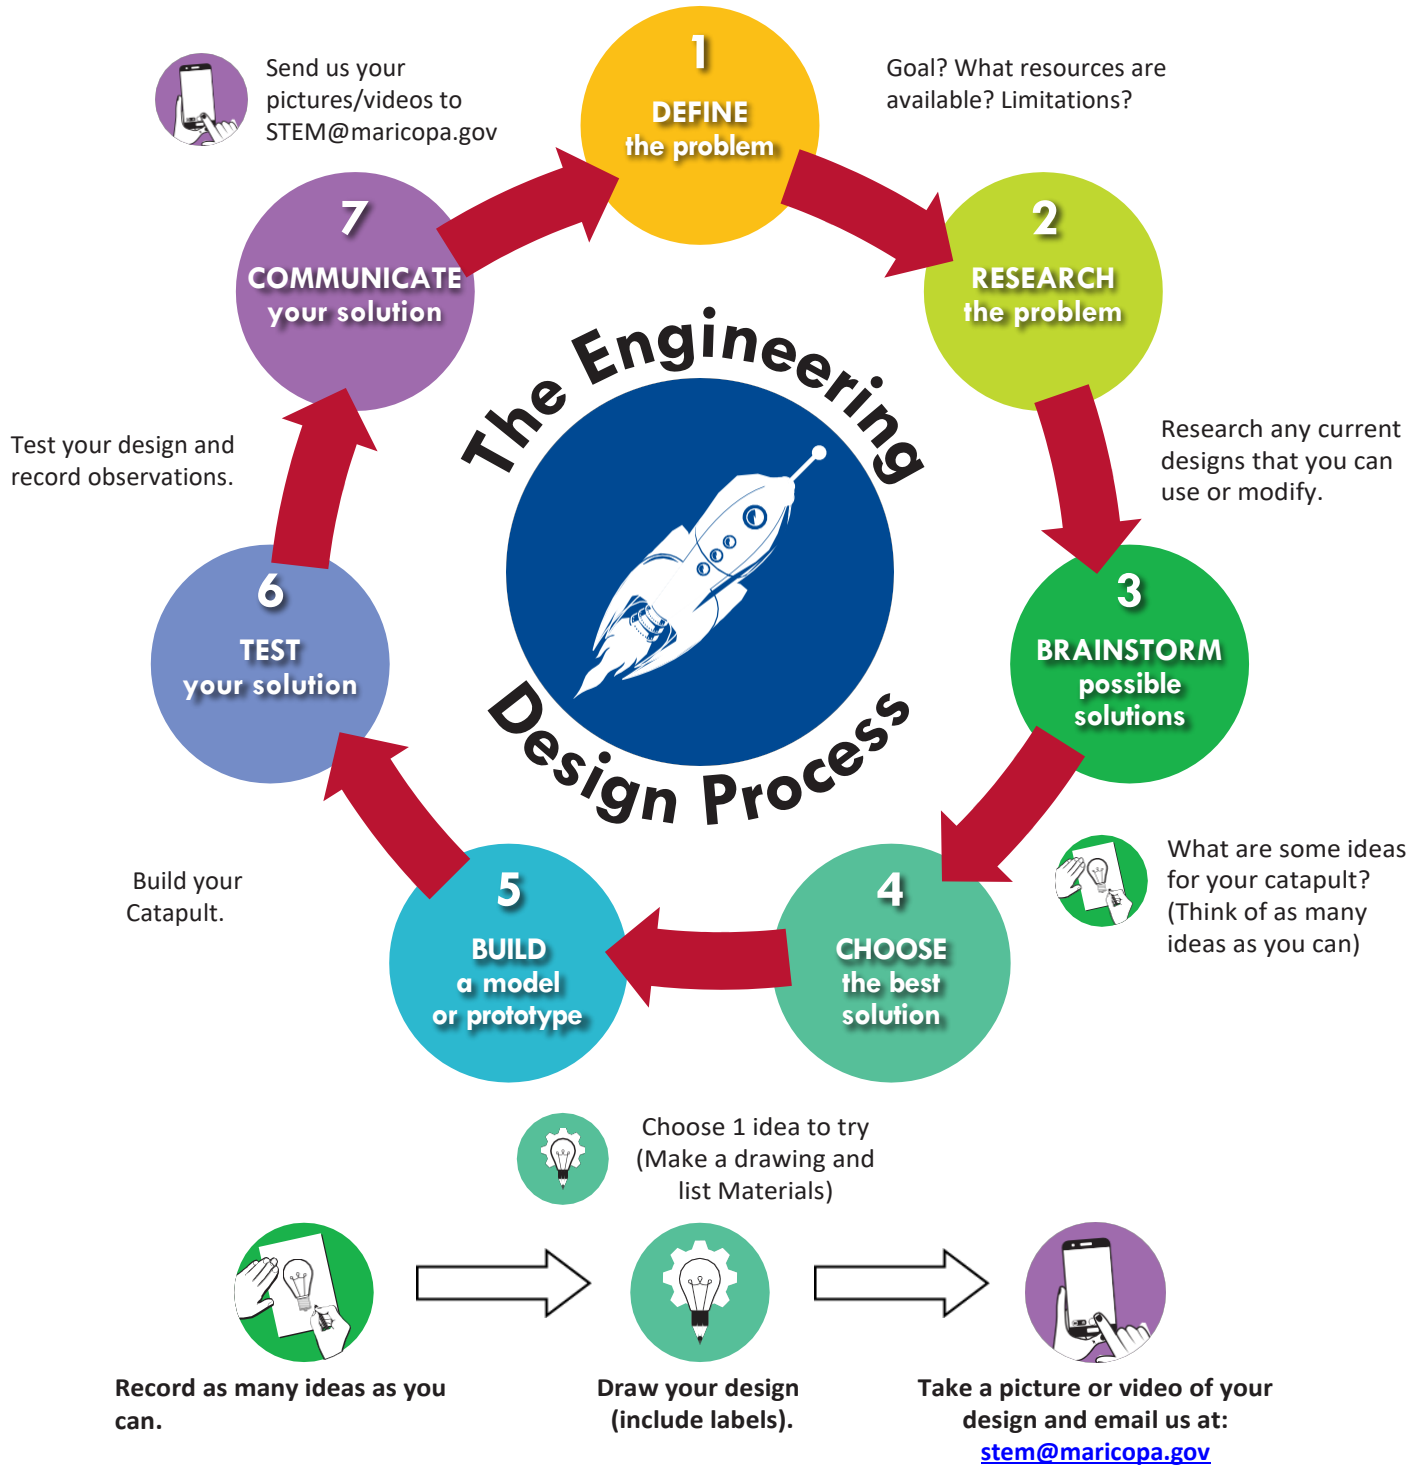 Send us your
pictures/videos to
STEM@maricopa.gov
1
DEFINE
the problem
Goal? What resources are
available? Limitations?
7
COMMUNICATE
your solution
2
RESEARCH
the problem
The Engineering
Design Process
Test your design and
record observations.
Research any current
designs that you can
use or modify.
6
TEST
your solution
3
BRAINSTORM
possible
solutions
Build your
Catapult.
5
BUILD
a model
or prototype
4
CHOOSE
the best
solution
What are some ideas
for your catapult?
(Think of as many
ideas as you can)
Choose 1 idea to try
(Make a drawing and
list Materials)
Record as many ideas as you
can.
Draw your design
(include labels).
Take a picture or video of your
design and email us at:
stem@maricopa.gov